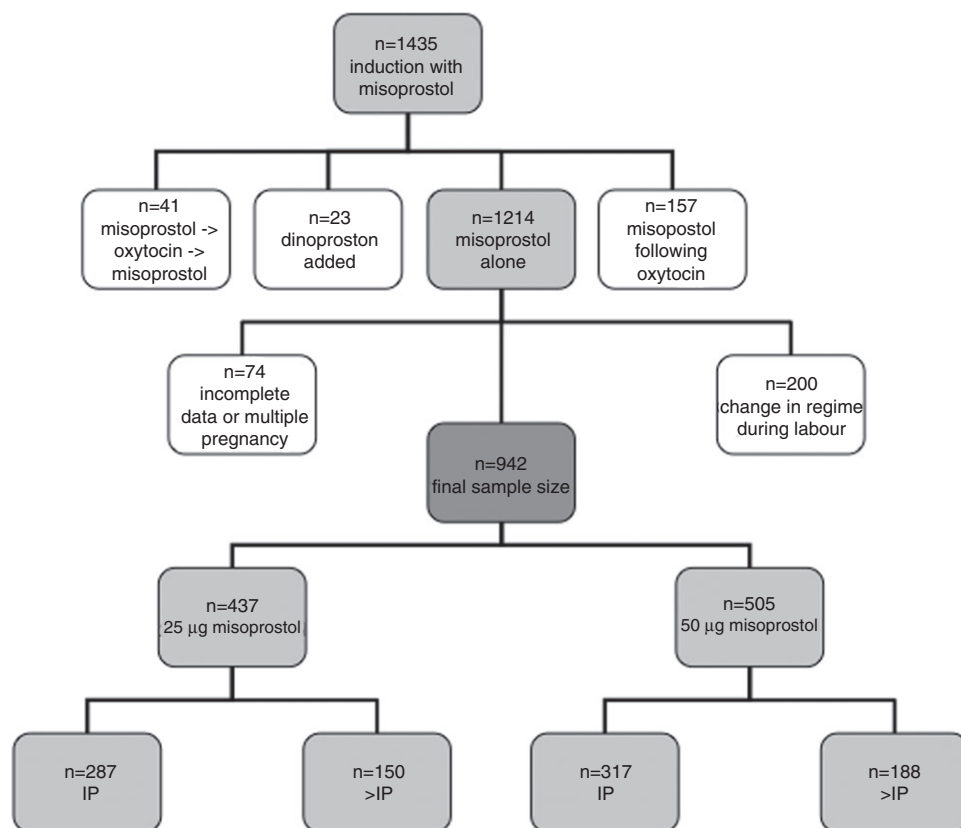 n=1435
induction with
misoprostol
n=41
misoprostol ->
oxytocin ->
misoprostol
n=23
dinoproston
added
n=1214
misoprostol
alone
n=157
misopostol
following
oxytocin
n=74
incomplete
data or multiple
pregnancy
n=200
change in regime
during labour
n=942
final sample size
n=437
25 µg misoprostol
n=505
50 µg misoprostol
n=287
IP
n=150
>IP
n=317
IP
n=188
>IP